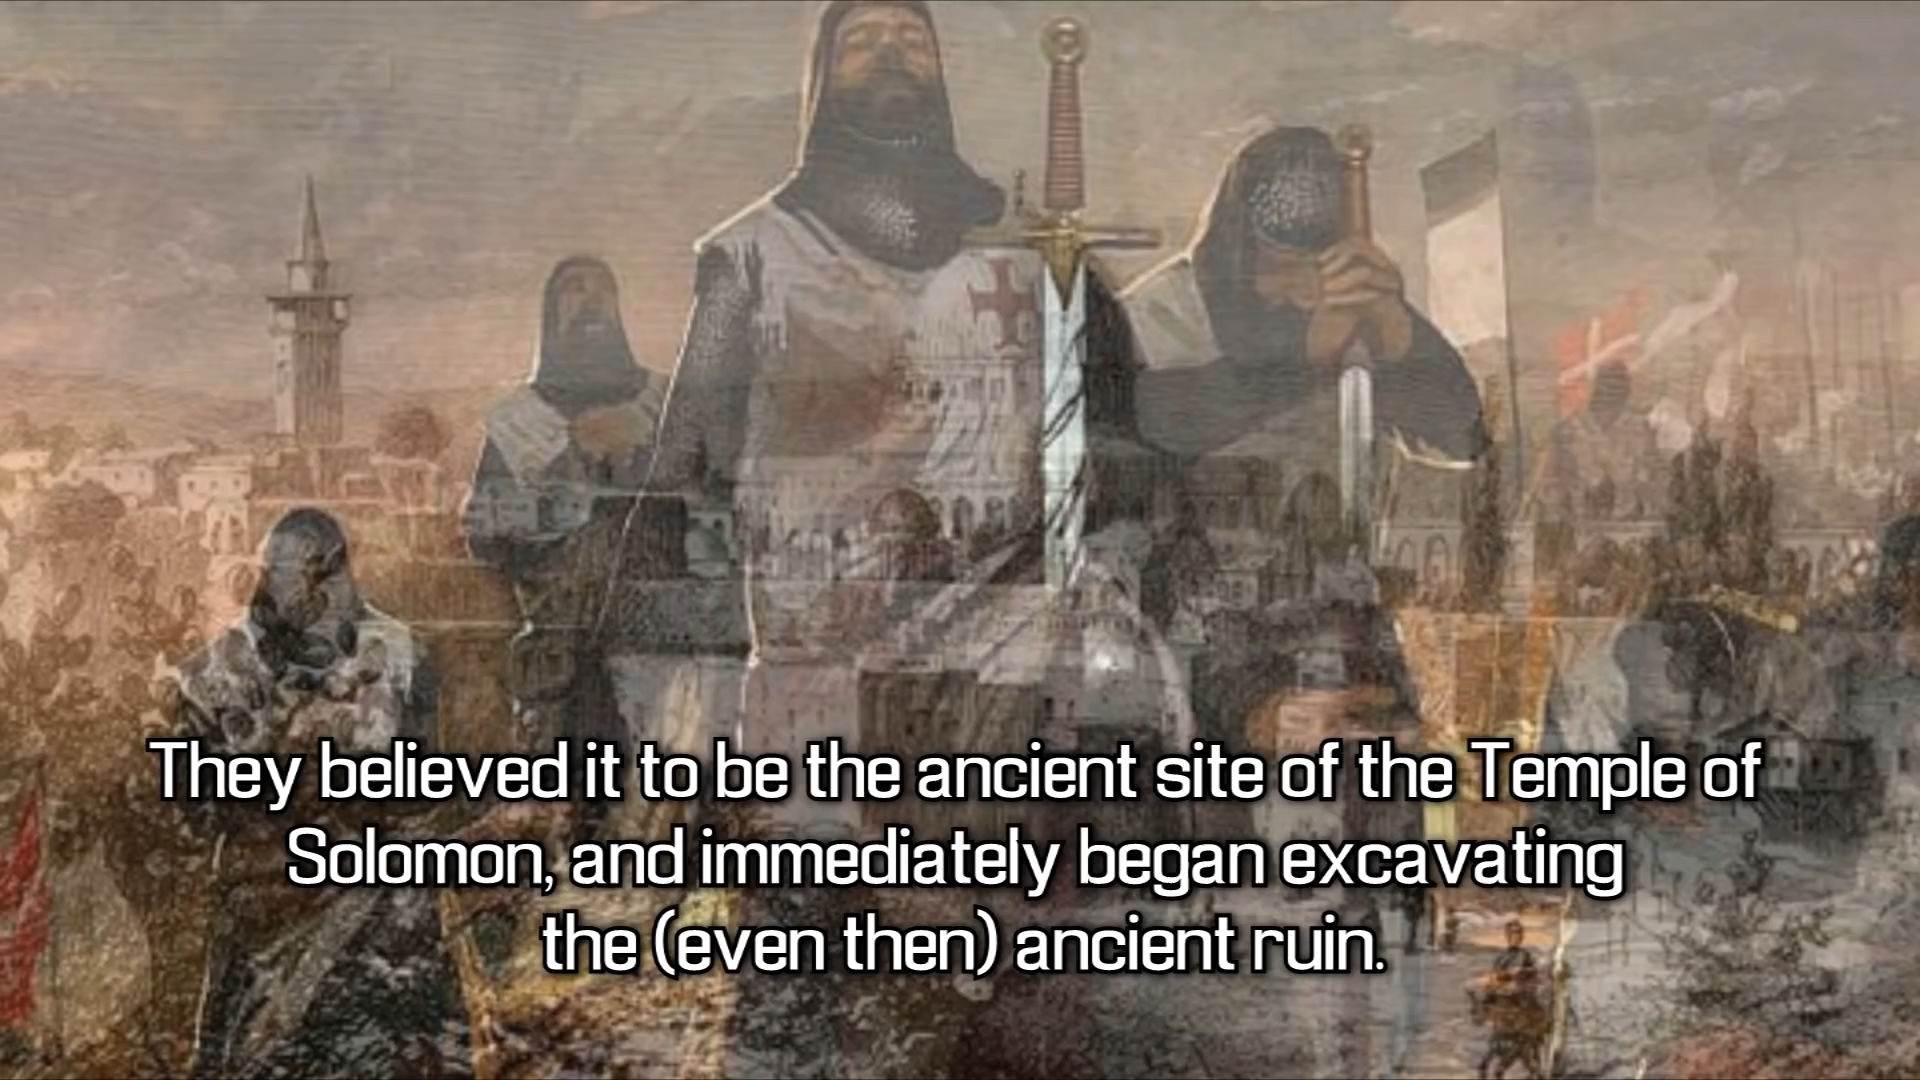 They believed it to be the ancient site of the Temple of
Solomon, and immediately began excavating
the (even then) ancient ruin.